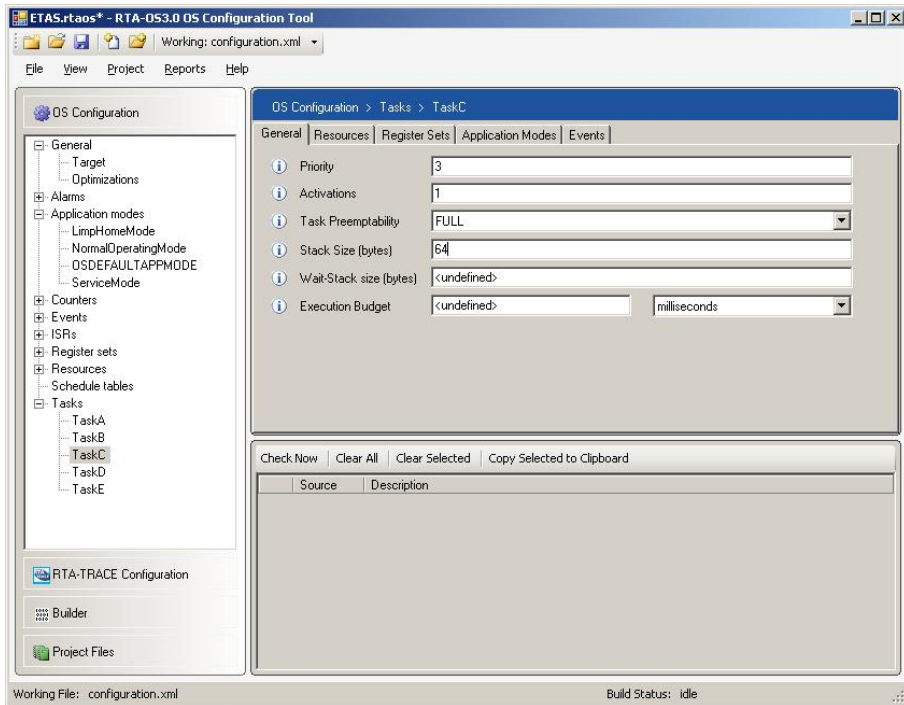 ETAS.rtaos* - RTA-OS3.0 OS Configuration Tool
Working: configuration.xml
File View Project Reports Help
OS Configuration
General
Target
Optimizations
Alarms
Application modes
LimpHomeMode
NormalOperatingMode
OSDEFAULTAPPMODE
ServiceMode
Counters
Events
ISRs
Register sets
Resources
Schedule tables
Tasks
TaskA
TaskB
TaskC
TaskD
TaskE
RTA-TRACE Configuration
Builder
Project Files
OS Configuration > Tasks > TaskC
General Resources Register Sets Application Modes Events
Priority 3
Activations 1
Task Preemptability FULL
Stack Size (bytes) 64
Wait-Stack size (bytes) <undefined>
Execution Budget <undefined> milliseconds
Check Now Clear All Clear Selected Copy Selected to Clipboard
Source Description
Working File: configuration.xml Build Status: idle